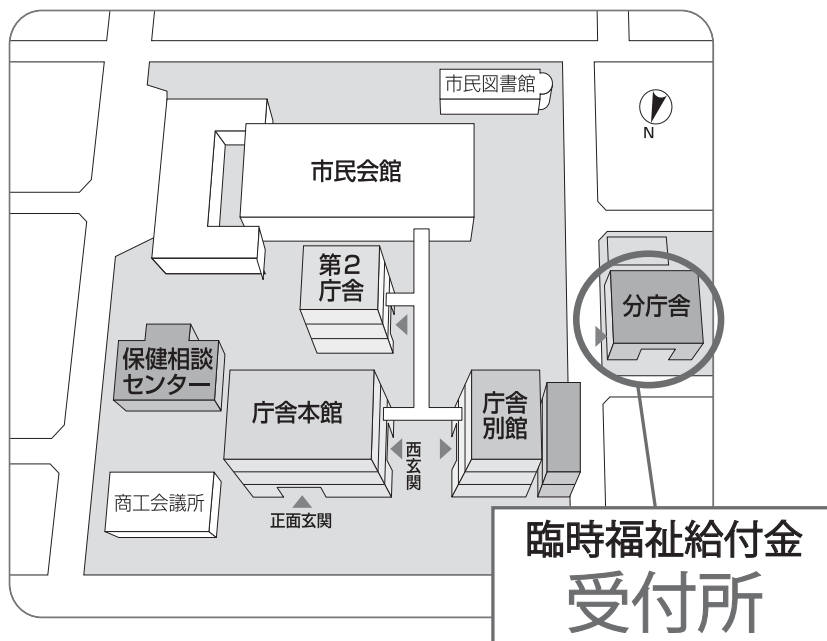 市民図書館
N
市民会館
第2
庁舎
分庁舎
保健相談
センター
庁舎本館
庁舎
別館
西玄関
商工会議所
正面玄関
臨時福祉給付金
受付所